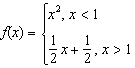 f(x) = { x², x < 1
1/2 x + 1/2, x > 1